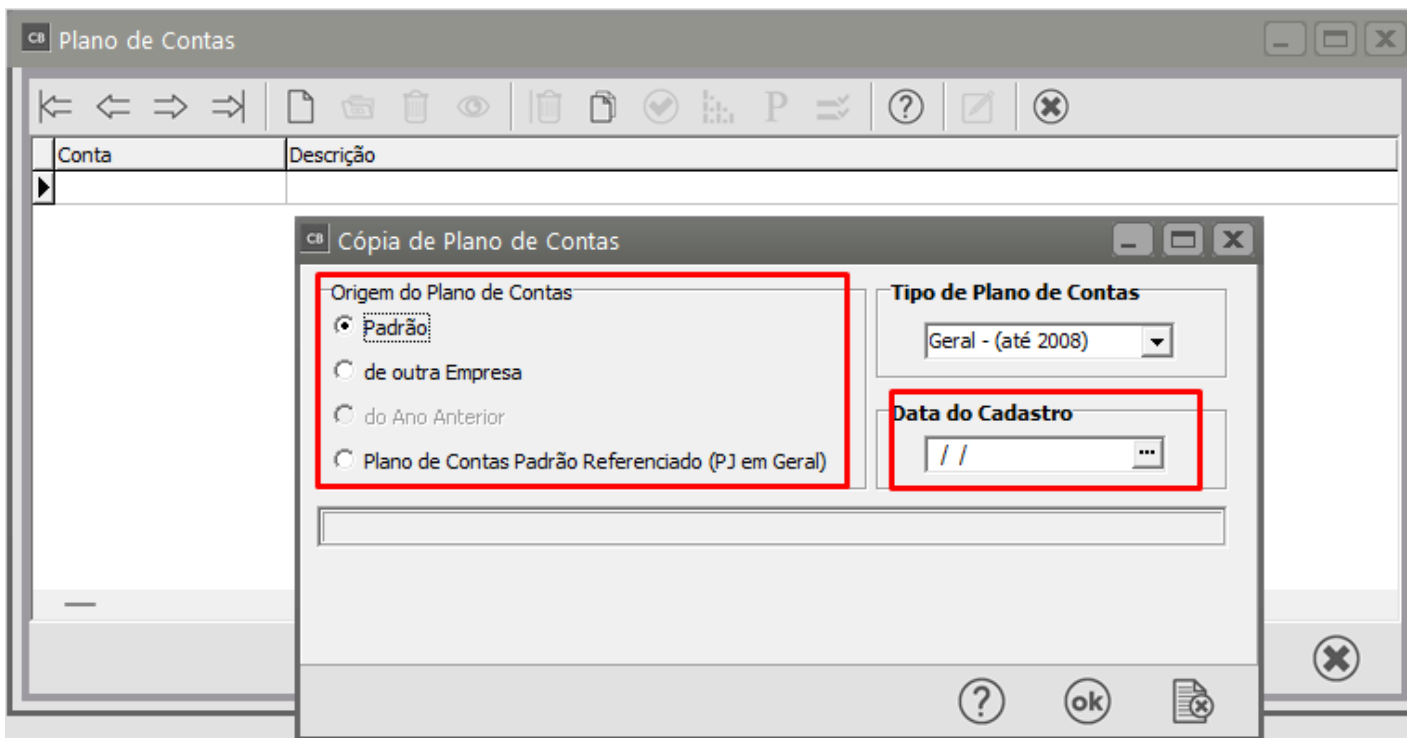 CB Plano de Contas
P ?
Conta Descrição
CB Cópia de Plano de Contas
Origem do Plano de Contas
Padrão
de outra Empresa
do Ano Anterior
Plano de Contas Padrão Referenciado (PJ em Geral)
Tipo de Plano de Contas
Geral - (até 2008)
Data do Cadastro
/ / ...
? ok